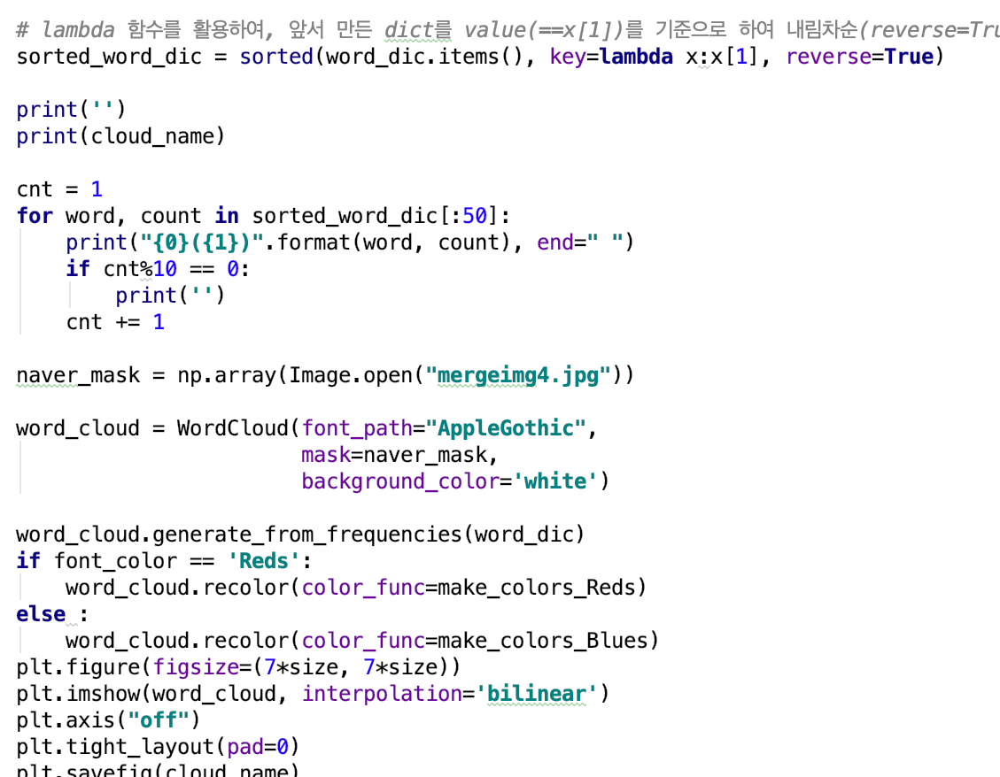 # lambda 함수를 활용하여, 앞서 만든 dict를 value(==x[1])를 기준으로 하여 내림차순(reverse=Tru
sorted_word_dic = sorted(word_dic.items(), key=lambda x:x[1], reverse=True)
print('')
print(cloud_name)
cnt = 1
for word, count in sorted_word_dic[:50]:
print("{0}({1})".format(word, count), end=" ")
if cnt%10 == 0:
print('')
cnt += 1
naver_mask = np.array(Image.open("mergeimg4.jpg"))
word_cloud = WordCloud(font_path="AppleGothic",
mask=naver_mask,
background_color='white')
word_cloud.generate_from_frequencies(word_dic)
if font_color == 'Reds':
word_cloud.recolor(color_func=make_colors_Reds)
else :
word_cloud.recolor(color_func=make_colors_Blues)
plt.figure(figsize=(7*size, 7*size))
plt.imshow(word_cloud, interpolation='bilinear')
plt.axis("off")
plt.tight_layout(pad=0)
plt.savefig(cloud_name)